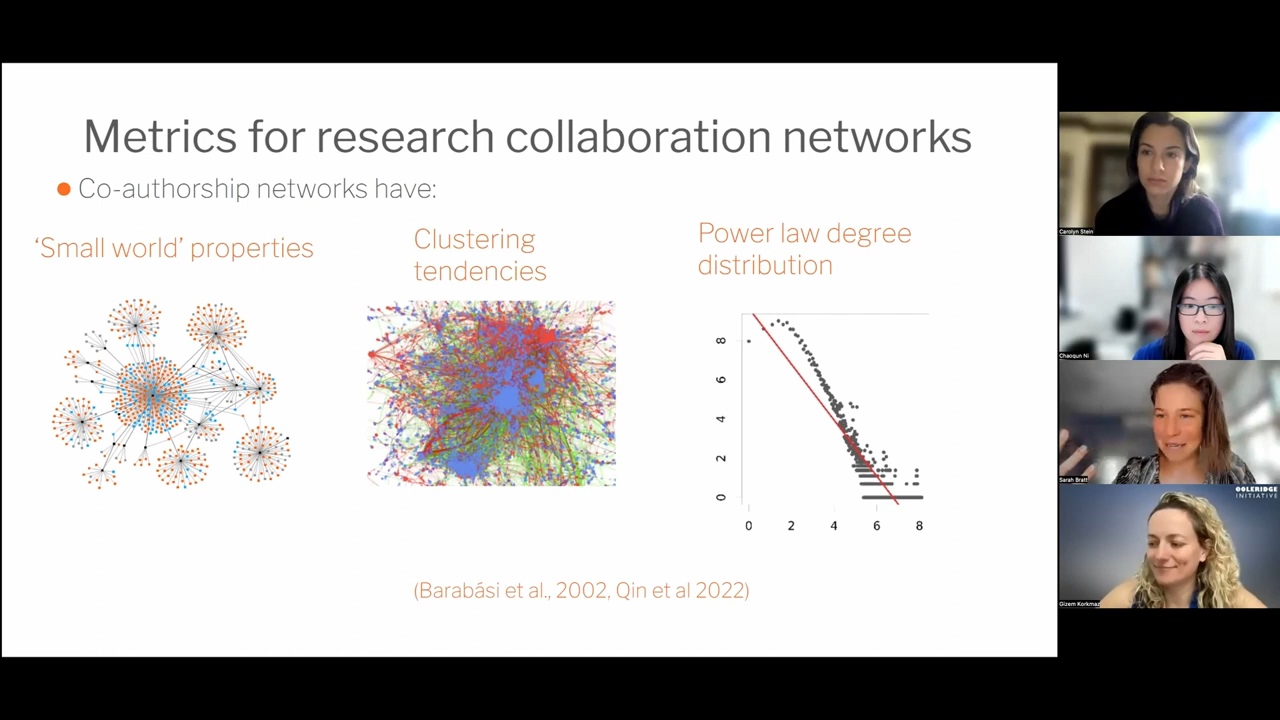 Metrics for research collaboration networks
Co-authorship networks have:
‘Small world’ properties
Clustering
tendencies
Power law degree
distribution
8
6
4
2
0
0 2 4 6 8
(Barabási et al., 2002, Qin et al 2022)
Carolyn Stein
Chaoqun Ni
Sarah Bratt
COLERIDGE
INITIATIVE
Gizem Korkmaz